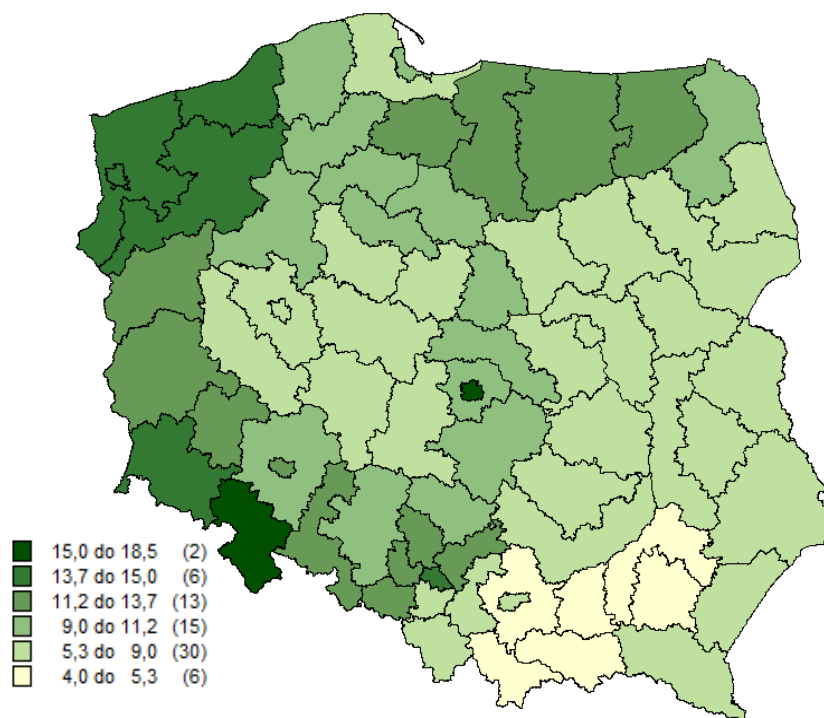 15,0 do 18,5 (2)
13,7 do 15,0 (6)
11,2 do 13,7 (13)
9,0 do 11,2 (15)
5,3 do 9,0 (30)
4,0 do 5,3 (6)